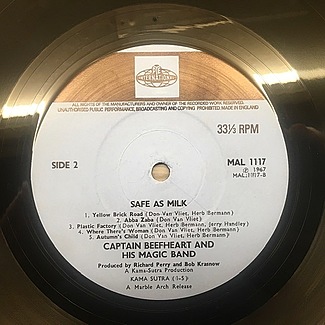 PYE
INTERNATIONAL
ALL RIGHTS OF THE MANUFACTURERS AND OWNER OF THE RECORDED WORK RESERVED.
UNAUTHORISED PUBLIC PERFORMANCE, BROADCASTING AND COPYING PROHIBITED MADE IN ENGLAND
33⅓ RPM
SIDE 2
MAL 1117
℗ 1967
MAL.1117-B
SAFE AS MILK
1. Yellow Brick Road (Don Van Vliet, Herb Bermann)
2. Abba Zaba (Don Van Vliet)
3. Plastic Factory (Don Van Vliet, Herb Bermann, Jerry Handley)
4. Where There's Woman (Don Van Vliet, Herb Bermann)
5. Autumn's Child (Don Van Vliet, Herb Bermann)
CAPTAIN BEEFHEART AND
HIS MAGIC BAND
Produced by Richard Perry and Bob Krasnow
A Kama-Sutra Production
KAMA SUTRA (1-5)
A Marble Arch Release